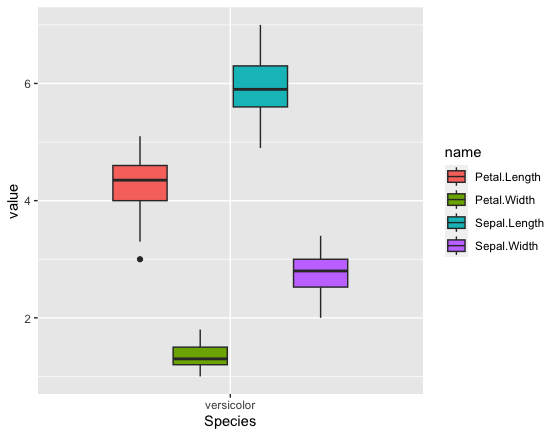 6
4
2
value
versicolor
Species
name
Petal.Length
Petal.Width
Sepal.Length
Sepal.Width